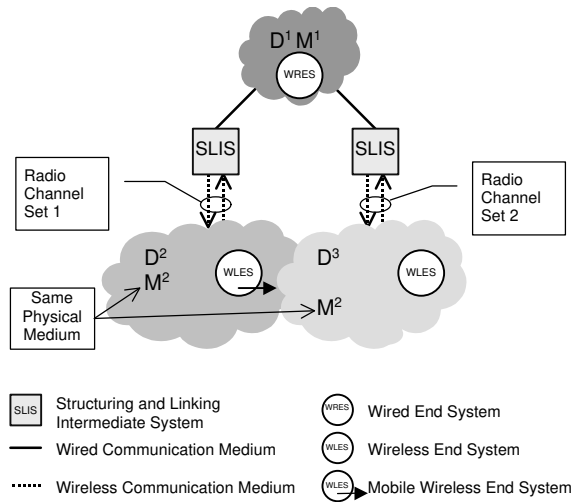 D¹ M¹
WRES
SLIS
SLIS
Radio
Channel
Set 1
Radio
Channel
Set 2
D²
M²
WLES
D³
M²
WLES
Same
Physical
Medium
SLIS
Structuring and Linking
Intermediate System
WRES
Wired End System
Wired Communication Medium
WLES
Wireless End System
Wireless Communication Medium
WLES
Mobile Wireless End System